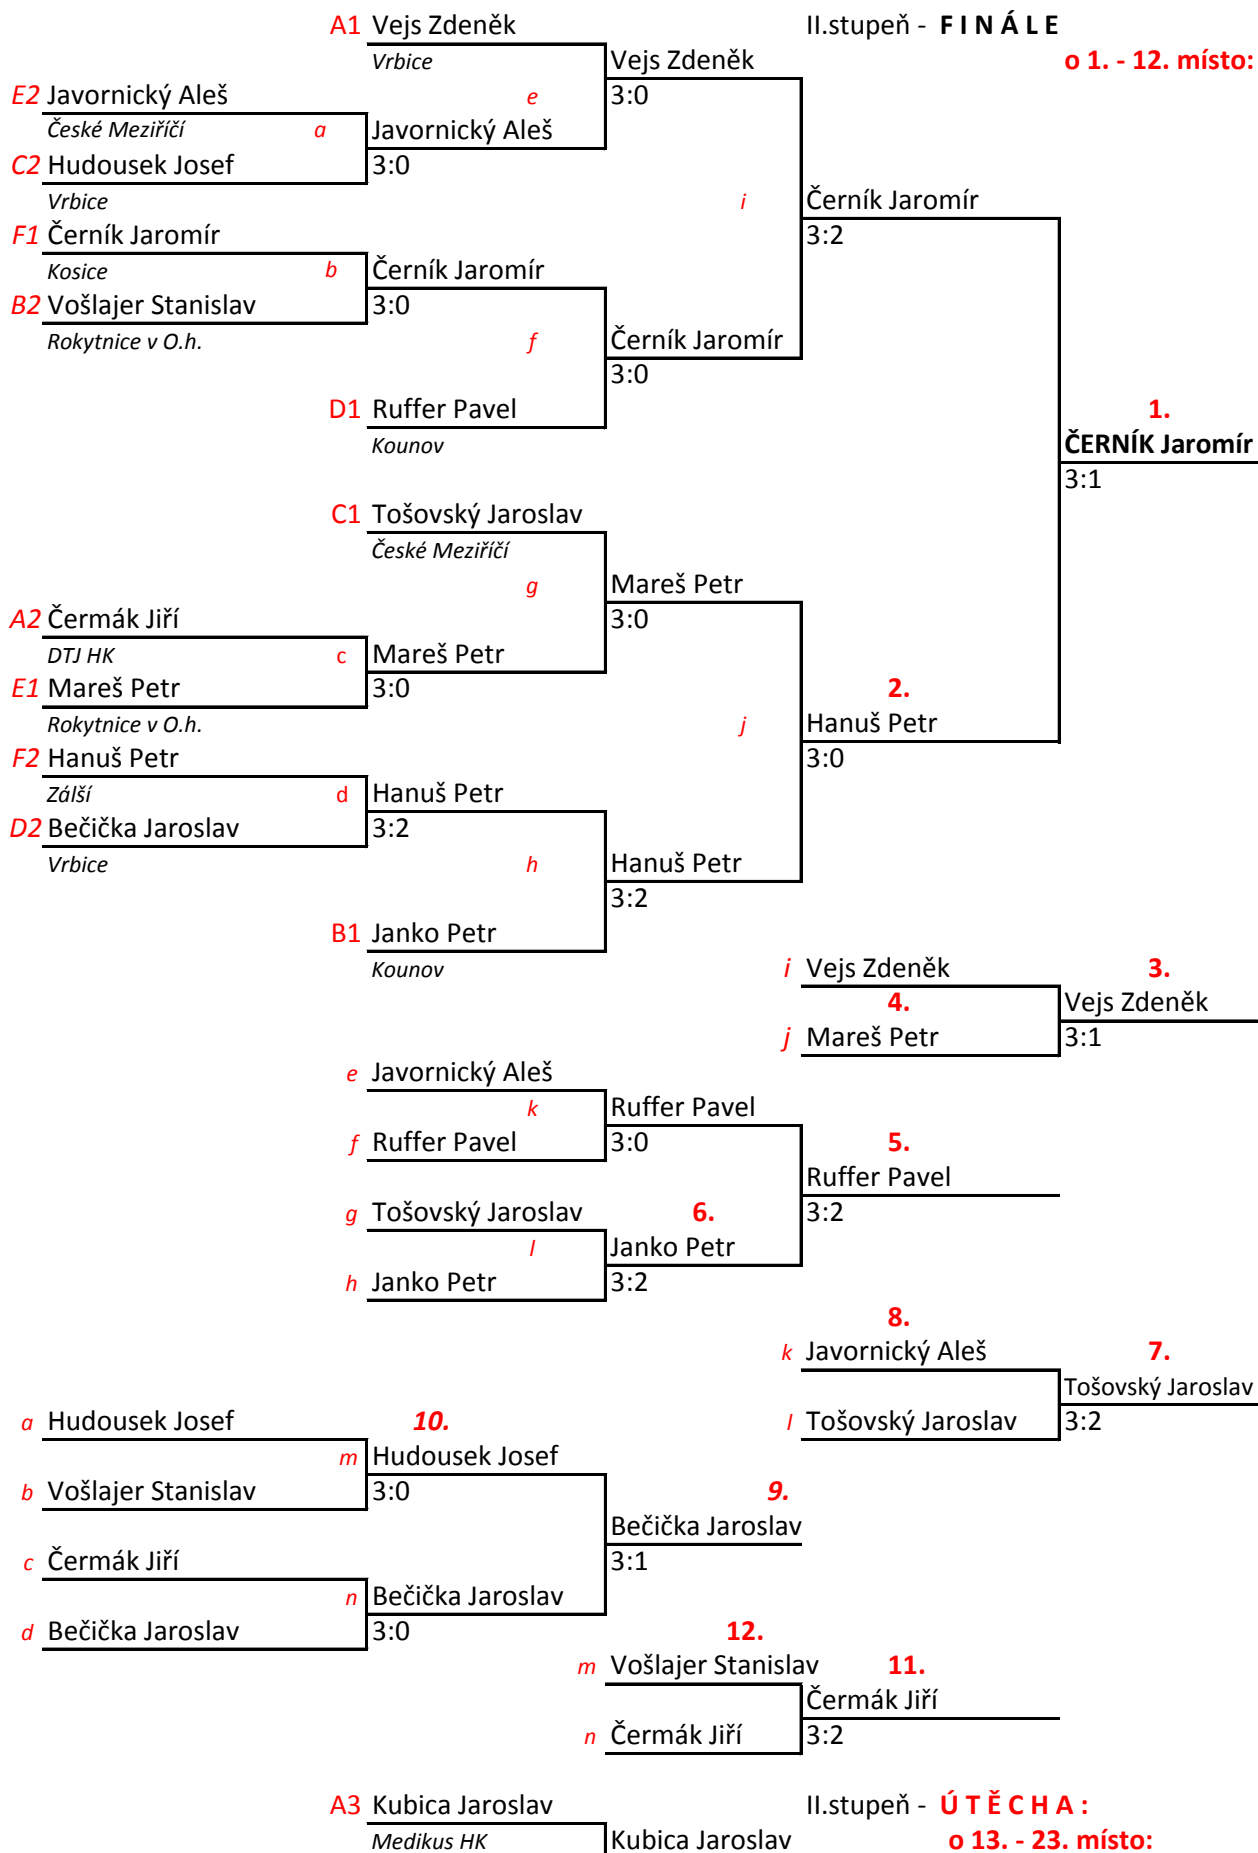 A1 Vejs Zdeněk II.stupeň - F I N Á L E
Vrbice Vejs Zdeněk o 1. - 12. místo:
E2 Javornický Aleš e 3:0
České Meziříčí a Javornický Aleš
C2 Hudousek Josef 3:0
Vrbice i Černík Jaromír
F1 Černík Jaromír 3:2
Kosice b Černík Jaromír
B2 Vošlajer Stanislav 3:0
Rokytnice v O.h. f Černík Jaromír
3:0
D1 Ruffer Pavel 1.
Kounov ČERNÍK Jaromír
3:1
C1 Tošovský Jaroslav
České Meziříčí
g Mareš Petr
A2 Čermák Jiří 3:0
DTJ HK c Mareš Petr
E1 Mareš Petr 3:0 2.
Rokytnice v O.h. j Hanuš Petr
F2 Hanuš Petr 3:0
Zálší d Hanuš Petr
D2 Bečička Jaroslav 3:2
Vrbice h Hanuš Petr
3:2
B1 Janko Petr
Kounov i Vejs Zdeněk 3.
4. Vejs Zdeněk
j Mareš Petr 3:1
e Javornický Aleš
k Ruffer Pavel
f Ruffer Pavel 3:0 5.
Ruffer Pavel
g Tošovský Jaroslav 6. 3:2
l Janko Petr
h Janko Petr 3:2
8.
k Javornický Aleš 7.
Tošovský Jaroslav
a Hudousek Josef 10. l Tošovský Jaroslav 3:2
m Hudousek Josef
b Vošlajer Stanislav 3:0 9.
Bečička Jaroslav
c Čermák Jiří 3:1
n Bečička Jaroslav
d Bečička Jaroslav 3:0 12.
m Vošlajer Stanislav 11.
Čermák Jiří
n Čermák Jiří 3:2
A3 Kubica Jaroslav II.stupeň - Ú T Ě C H A :
Medikus HK Kubica Jaroslav o 13. - 23. místo: